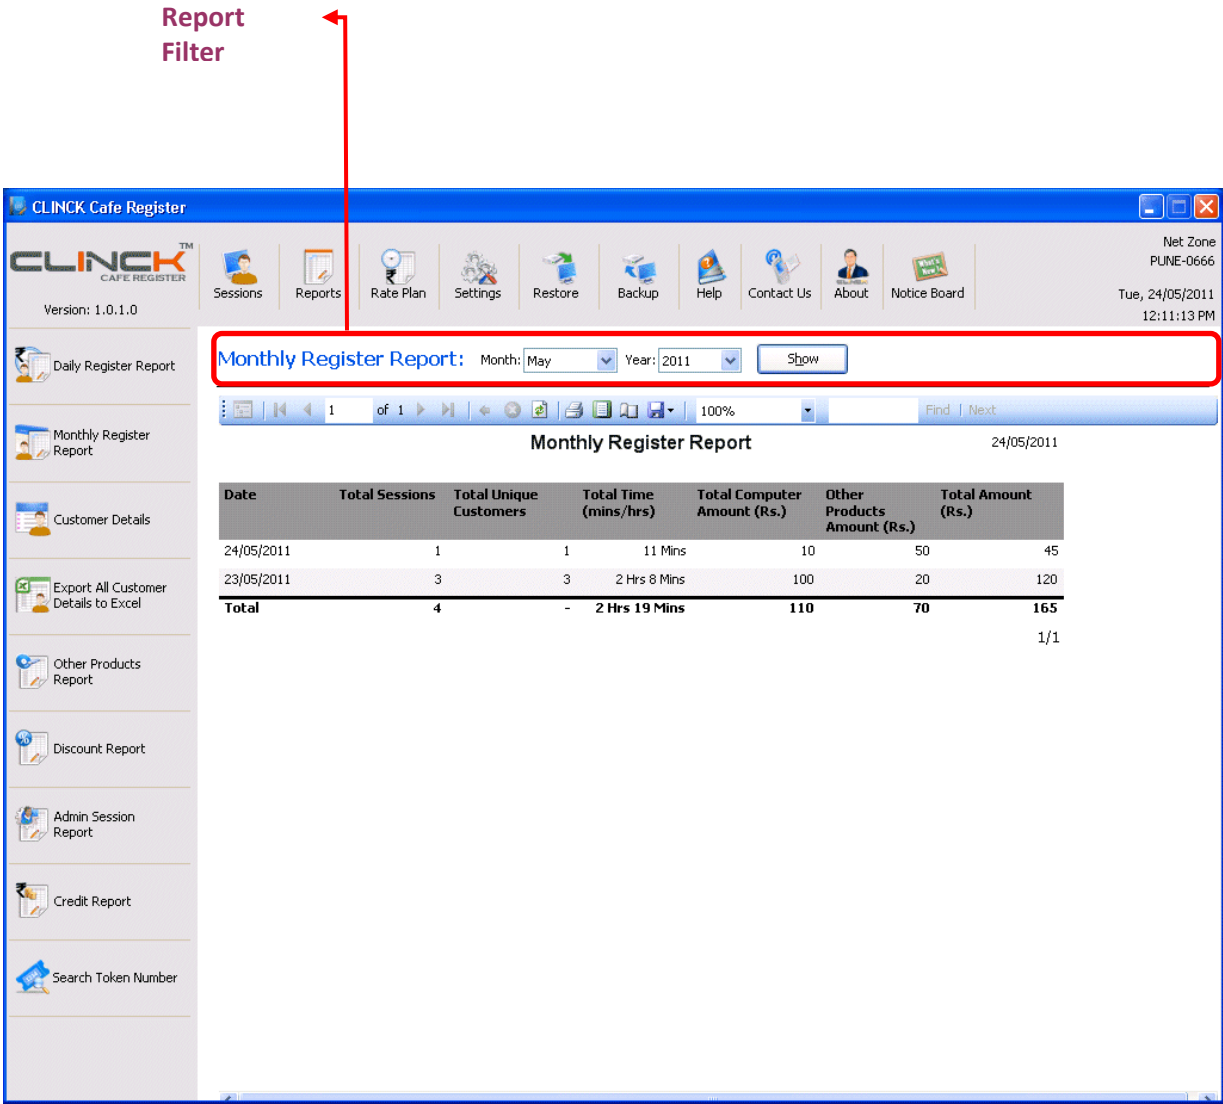 Report
Filter
CLINCK Cafe Register
CLINCK TM
CAFE REGISTER
Version: 1.0.1.0
Sessions
Reports
Rate Plan
Settings
Restore
Backup
Help
Contact Us
About
What's New
Notice Board
Net Zone
PUNE-0666
Tue, 24/05/2011
12:11:13 PM
Daily Register Report
Monthly Register
Report
Customer Details
Export All Customer
Details to Excel
Other Products
Report
Discount Report
Admin Session
Report
Credit Report
Search Token Number
Monthly Register Report: Month: May Year: 2011 Show
1 of 1 100% Find | Next
Monthly Register Report 24/05/2011
Date Total Sessions Total Unique Total Time Total Computer Other Total Amount
Customers (mins/hrs) Amount (Rs.) Products (Rs.)
Amount (Rs.)
24/05/2011 1 1 11 Mins 10 50 45
23/05/2011 3 3 2 Hrs 8 Mins 100 20 120
Total 4 - 2 Hrs 19 Mins 110 70 165
1/1